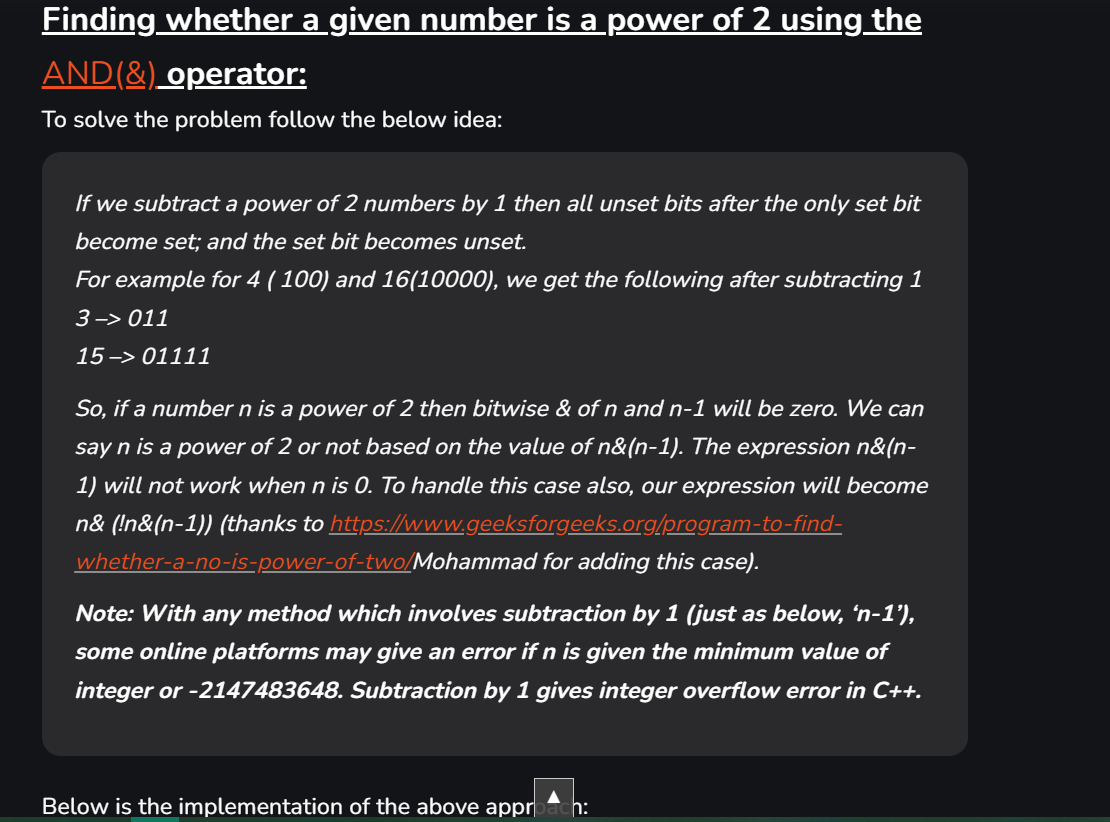 Finding whether a given number is a power of 2 using the
AND(&) operator:
To solve the problem follow the below idea:
If we subtract a power of 2 numbers by 1 then all unset bits after the only set bit
become set; and the set bit becomes unset.
For example for 4 ( 100) and 16(10000), we get the following after subtracting 1
3 –> 011
15 –> 01111
So, if a number n is a power of 2 then bitwise & of n and n-1 will be zero. We can
say n is a power of 2 or not based on the value of n&(n-1). The expression n&(n-
1) will not work when n is 0. To handle this case also, our expression will become
n& (!n&(n-1)) (thanks to https://www.geeksforgeeks.org/program-to-find-
whether-a-no-is-power-of-two/Mohammad for adding this case).
Note: With any method which involves subtraction by 1 (just as below, ‘n-1’),
some online platforms may give an error if n is given the minimum value of
integer or -2147483648. Subtraction by 1 gives integer overflow error in C++.
Below is the implementation of the above approach: